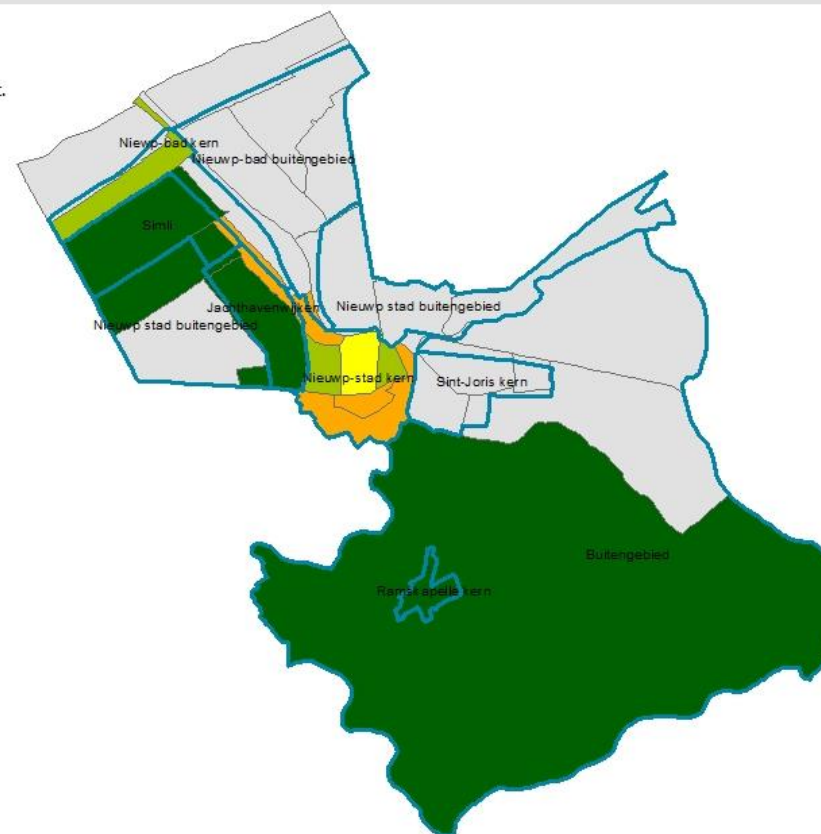 t.
Niewp-bad kern
Nieuwp-bad buitengebied
Simli
Jachthavenwijken
Nieuwp stad buitengebied
Nieuwp stad buitengebied
Nieuwp-stad kern
Sint-Joris kern
Buitengebied
Ramskapelle kern